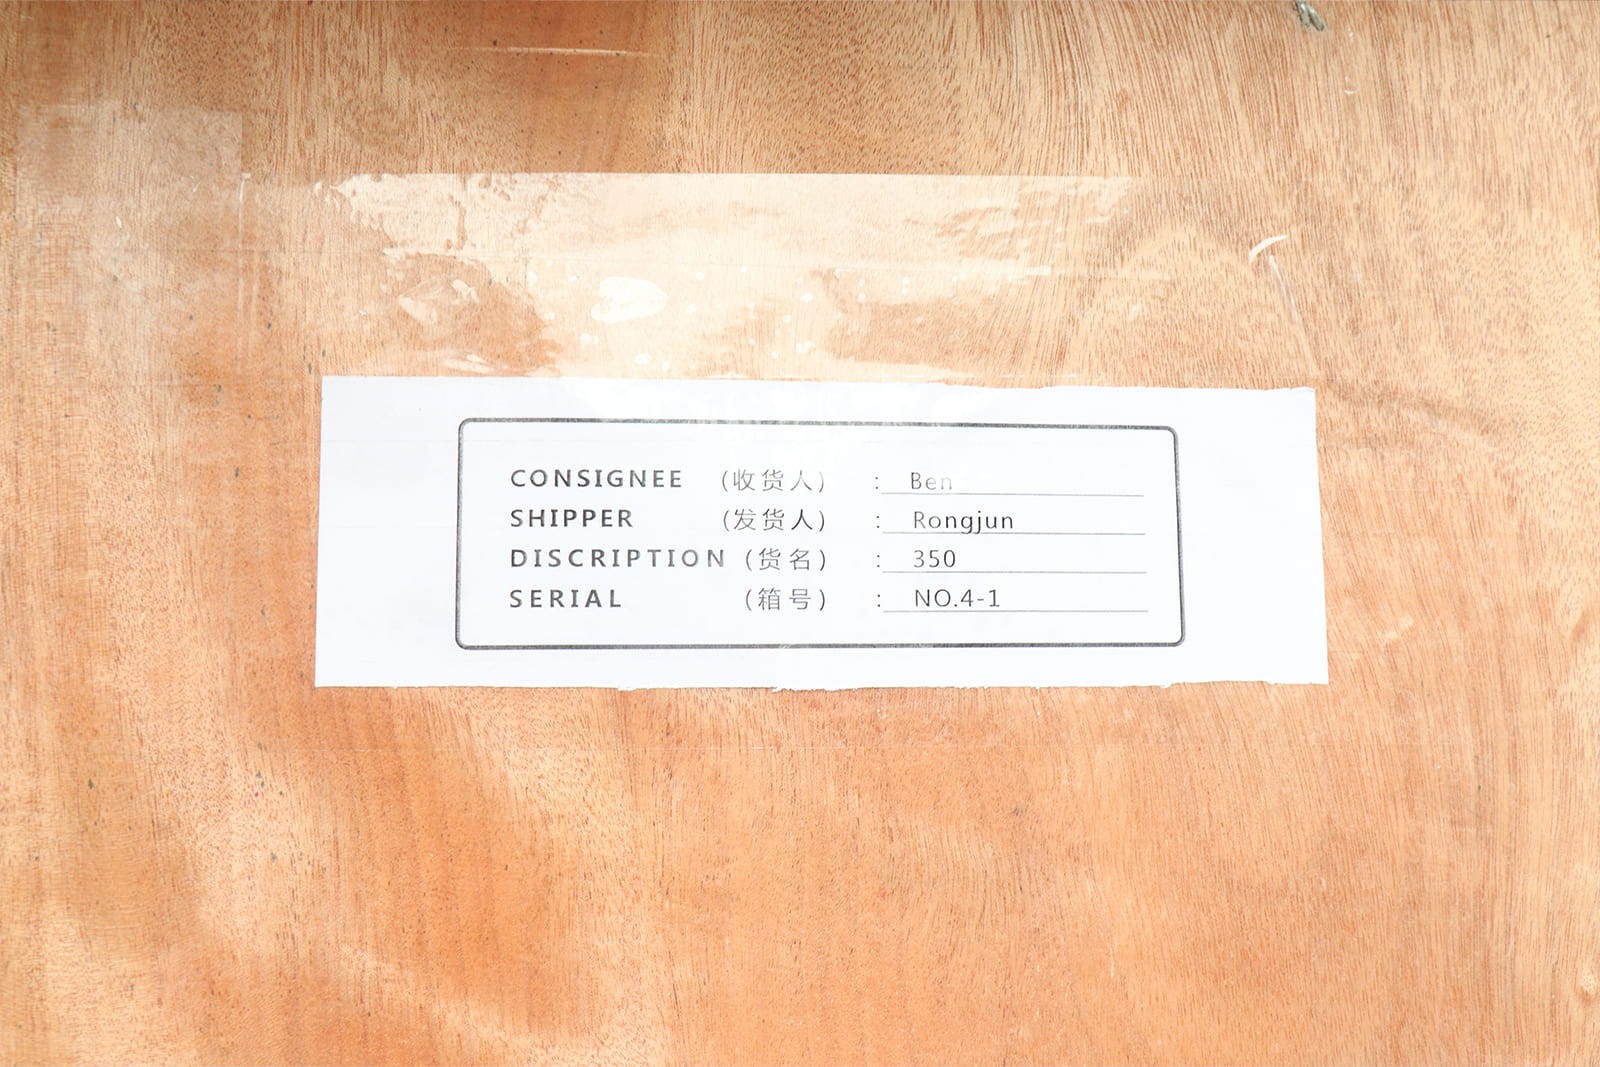 CONSIGNEE (收货人) : Ben
SHIPPER (发货人) : Rongjun
DISCRIPTION (货名) : 350
SERIAL (箱号) : NO.4-1